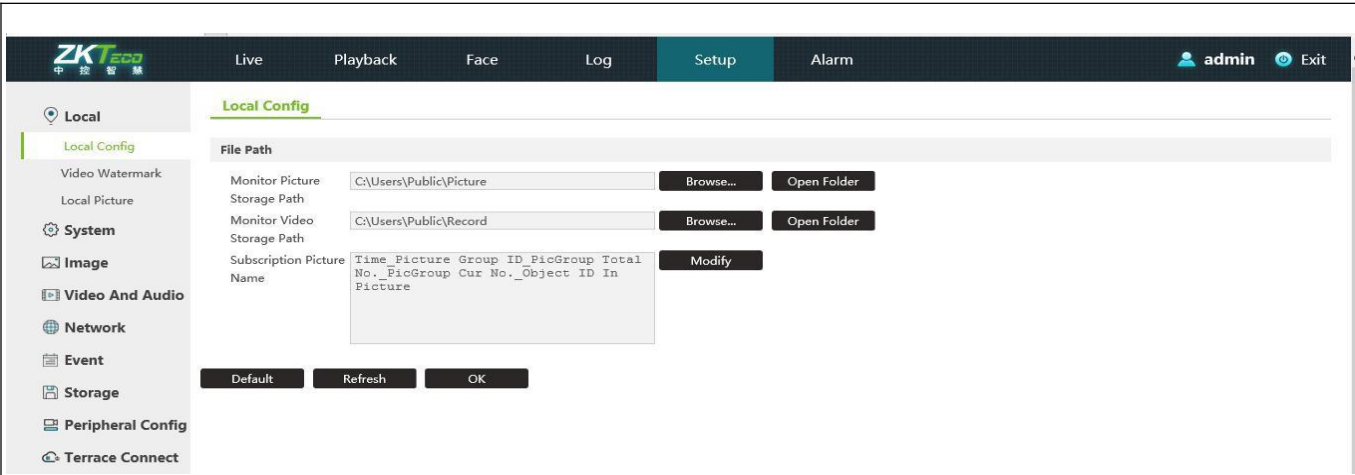 ZKTeco
中控智慧
Live Playback Face Log Setup Alarm admin Exit
Local
Local Config
Video Watermark
Local Picture
System
Image
Video And Audio
Network
Event
Storage
Peripheral Config
Terrace Connect
Local Config
File Path
Monitor Picture
Storage Path
C:\Users\Public\Picture
Browse...
Open Folder
Monitor Video
Storage Path
C:\Users\Public\Record
Browse...
Open Folder
Subscription Picture
Name
Time_Picture Group ID_PicGroup Total
No._PicGroup Cur No._Object ID In
Picture
Modify
Default Refresh OK